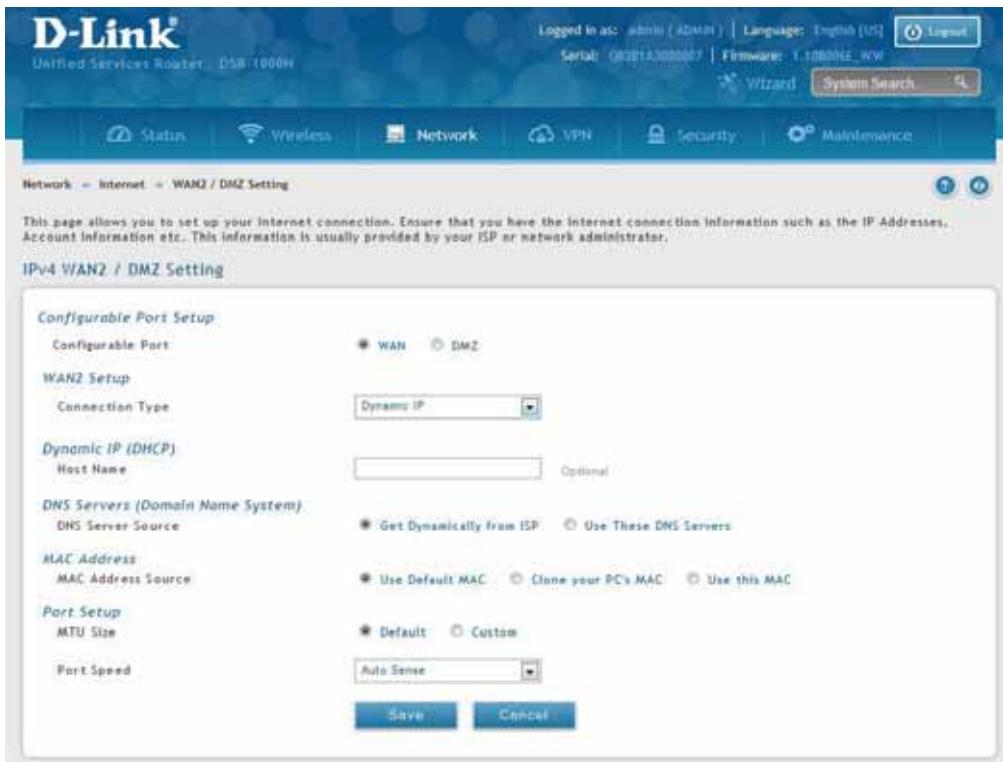 D-Link
Logged in as: admin ( ADMIN ) | Language: English [US]
Logout
Unified Services Router - DSR-1000N
Serial: | Firmware: _WW
Wizard
System Search
Status
Wireless
Network
VPN
Security
Maintenance
Network » Internet » WAN2 / DMZ Setting
This page allows you to set up your Internet connection. Ensure that you have the Internet connection information such as the IP Addresses,
Account Information etc. This information is usually provided by your ISP or network administrator.
IPv4 WAN2 / DMZ Setting
Configurable Port Setup
Configurable Port WAN DMZ
WAN2 Setup
Connection Type Dynamic IP
Dynamic IP (DHCP)
Host Name Optional
DNS Servers (Domain Name System)
DNS Server Source Get Dynamically from ISP Use These DNS Servers
MAC Address
MAC Address Source Use Default MAC Clone your PC's MAC Use this MAC
Port Setup
MTU Size Default Custom
Port Speed Auto Sense
Save Cancel